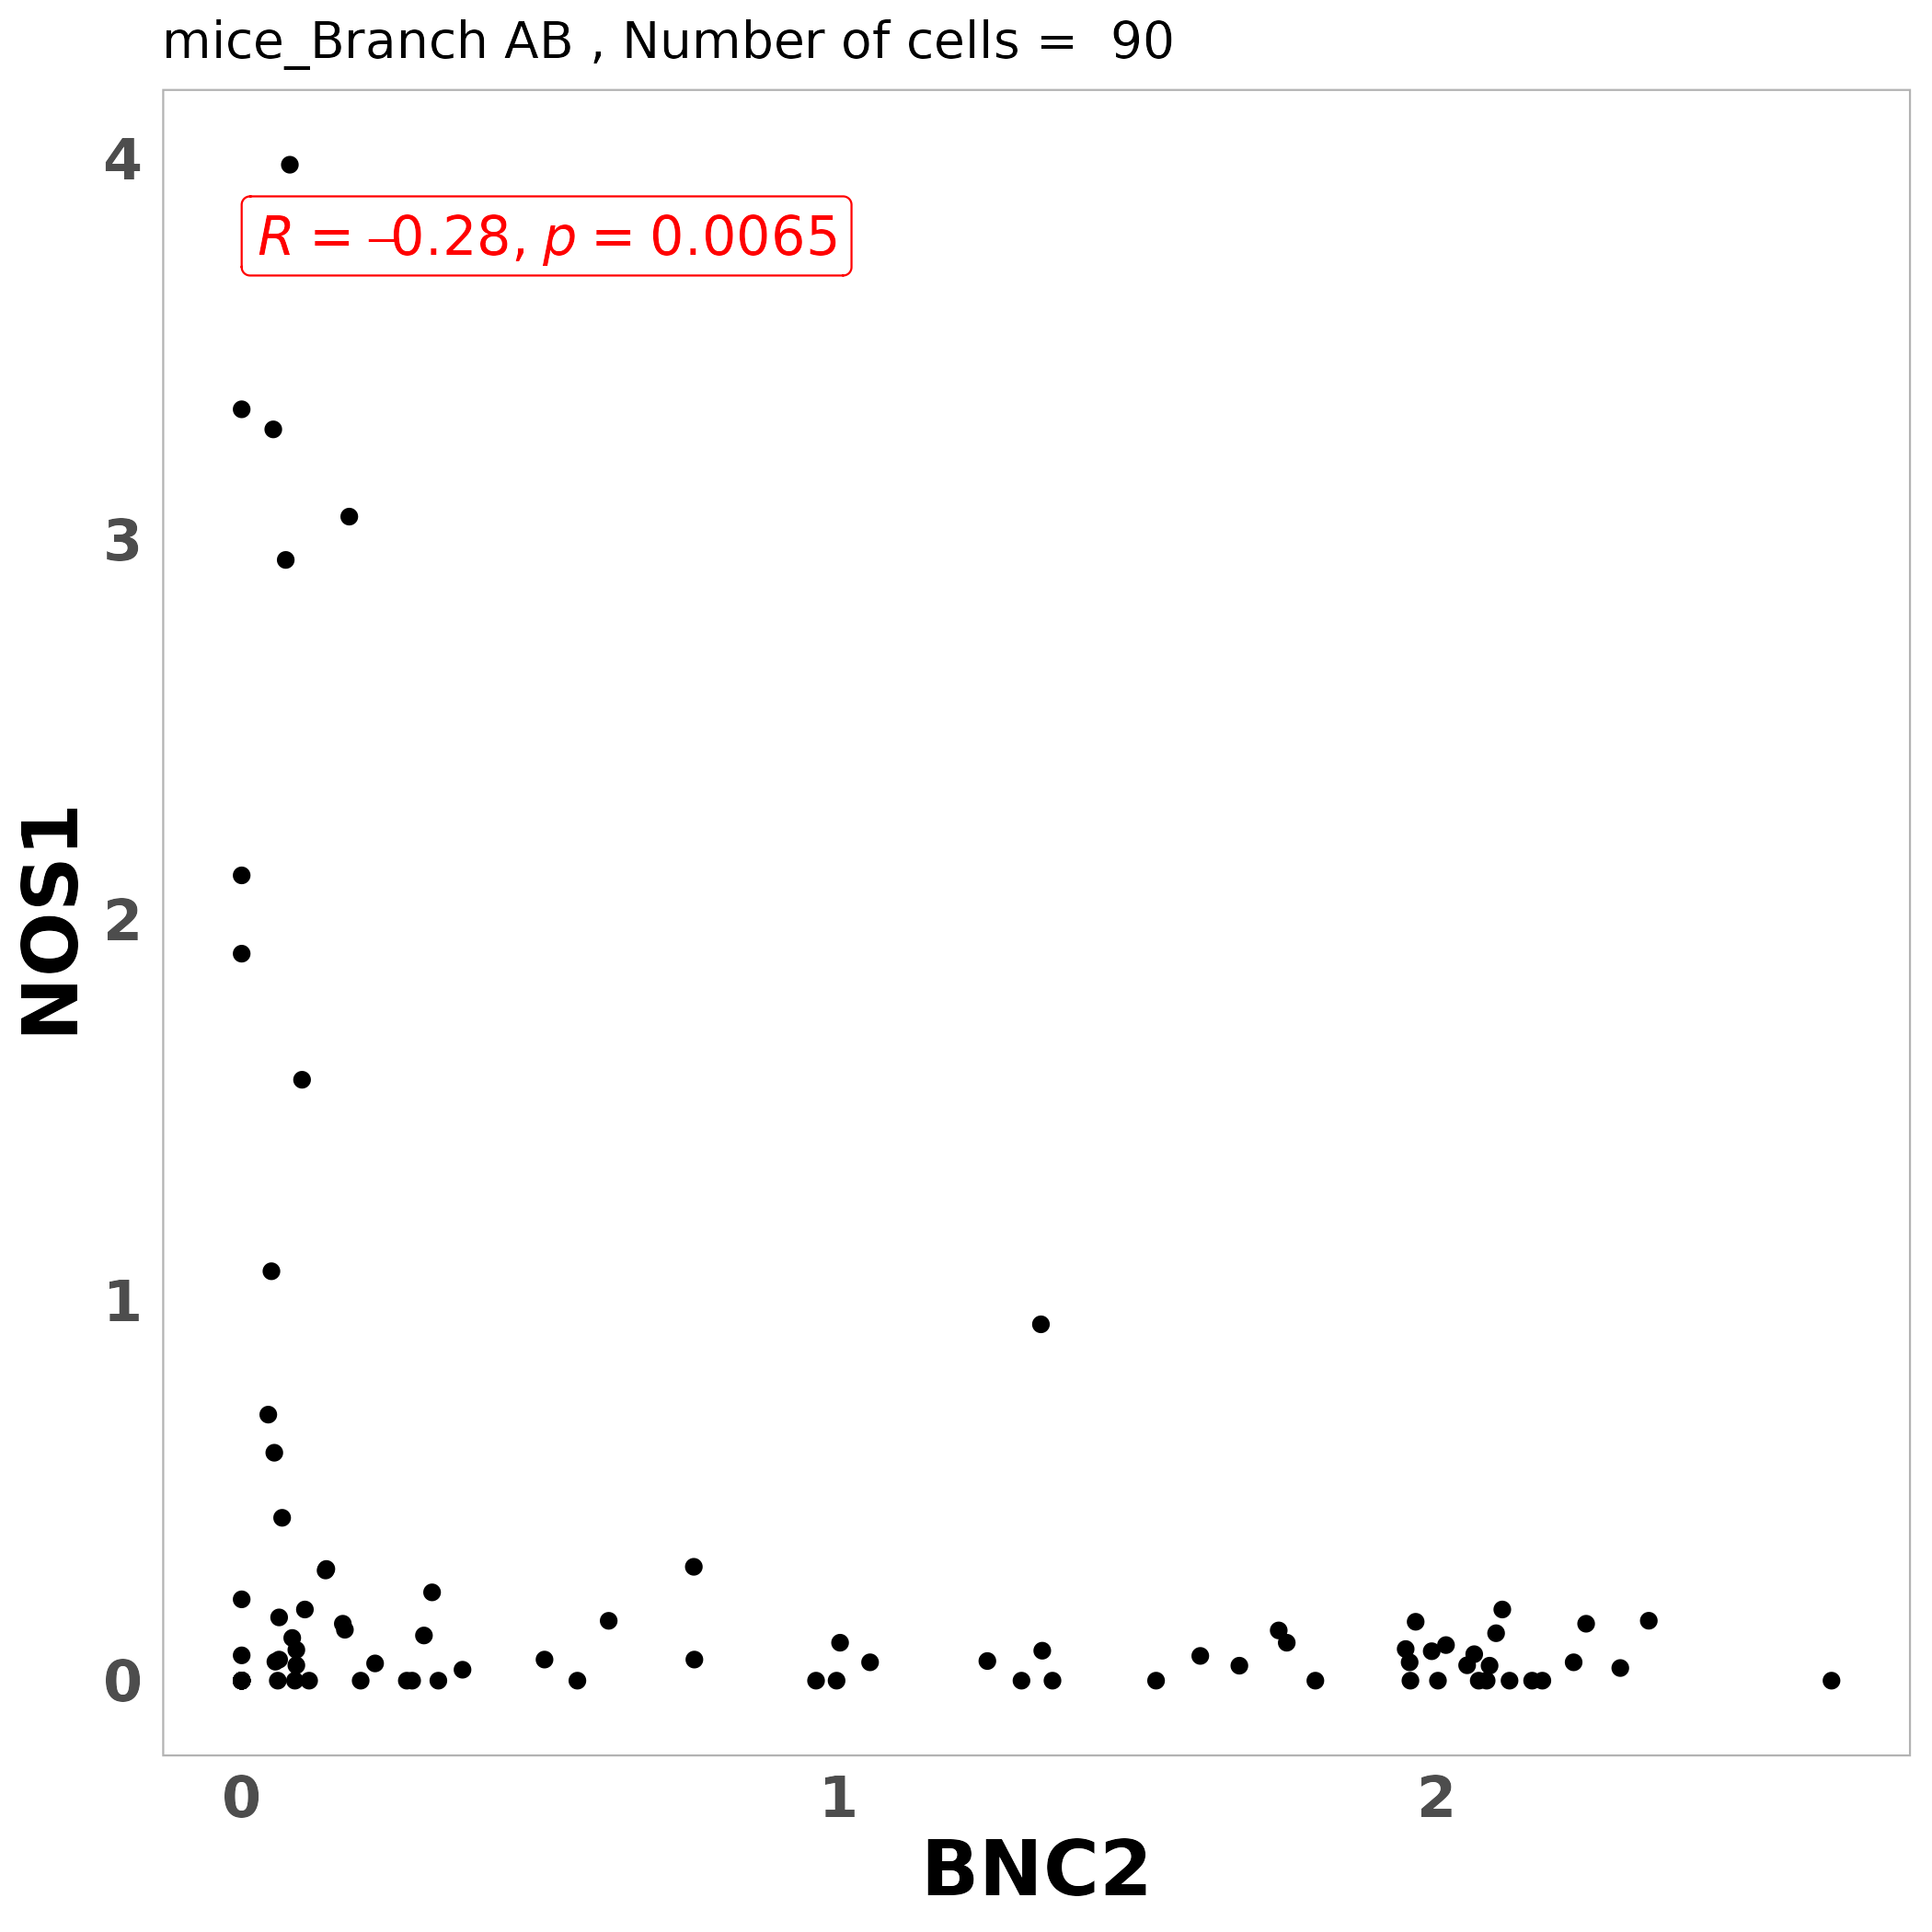 mice_Branch AB , Number of cells =  90
4
R = –0.28, p = 0.0065
3
2
1
0
NOS1
0 1 2
BNC2